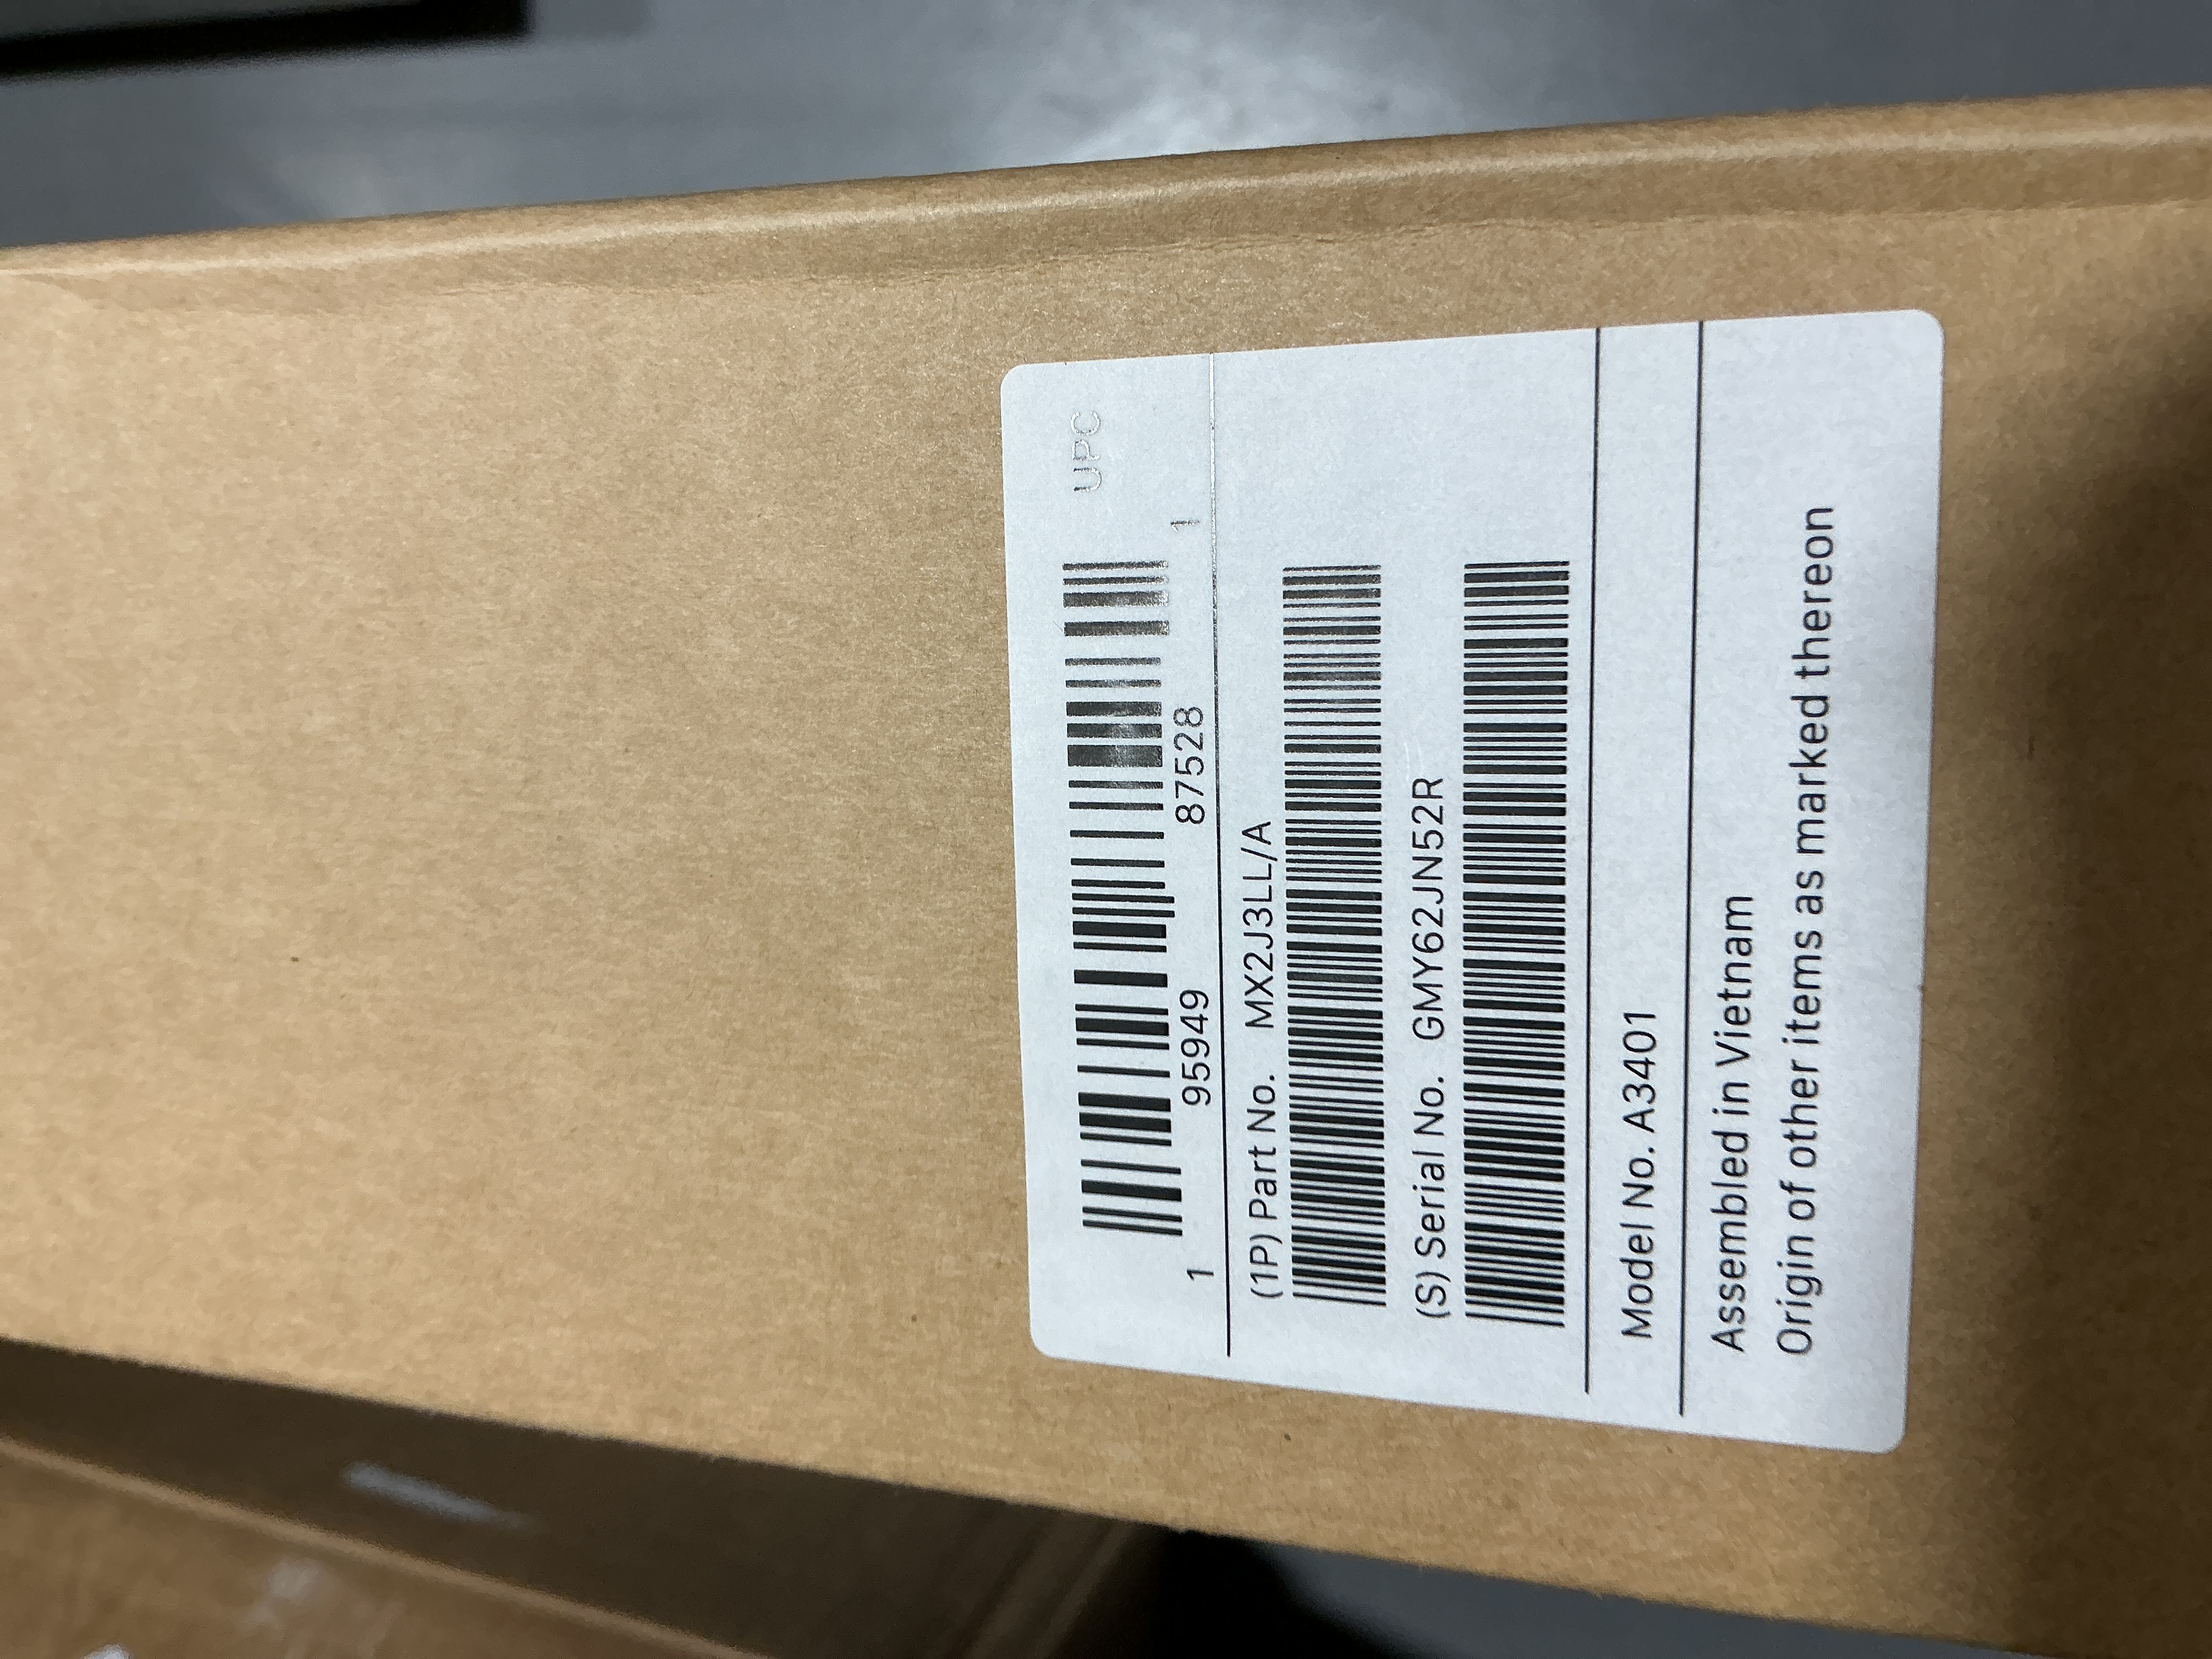 UPC
1 95949 87528 1
(1P) Part No. MX2J3LL/A
(S) Serial No. GMY62JN52R
Model No. A3401
Assembled in Vietnam
Origin of other items as marked thereon